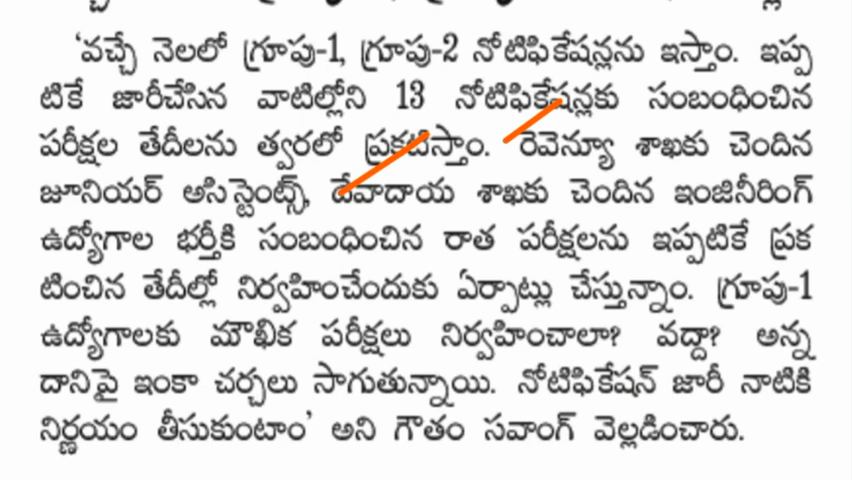 ‘వచ్చే నెలలో గ్రూపు-1, గ్రూపు-2 నోటిఫికేషన్లను ఇస్తాం. ఇప్ప
టికే జారీచేసిన వాటిల్లోని 13 నోటిఫికేషన్లకు సంబంధించిన
పరీక్షల తేదీలను త్వరలో ప్రకటిస్తాం. రెవెన్యూ శాఖకు చెందిన
జూనియర్ అసిస్టెంట్స్, దేవాదాయ శాఖకు చెందిన ఇంజినీరింగ్
ఉద్యోగాల భర్తీకి సంబంధించిన రాత పరీక్షలను ఇప్పటికే ప్రక
టించిన తేదీల్లో నిర్వహించేందుకు ఏర్పాట్లు చేస్తున్నాం. గ్రూపు-1
ఉద్యోగాలకు మౌఖిక పరీక్షలు నిర్వహించాలా? వద్దా? అన్న
దానిపై ఇంకా చర్చలు సాగుతున్నాయి. నోటిఫికేషన్ జారీ నాటికి
నిర్ణయం తీసుకుంటాం’ అని గౌతం సవాంగ్ వెల్లడించారు.